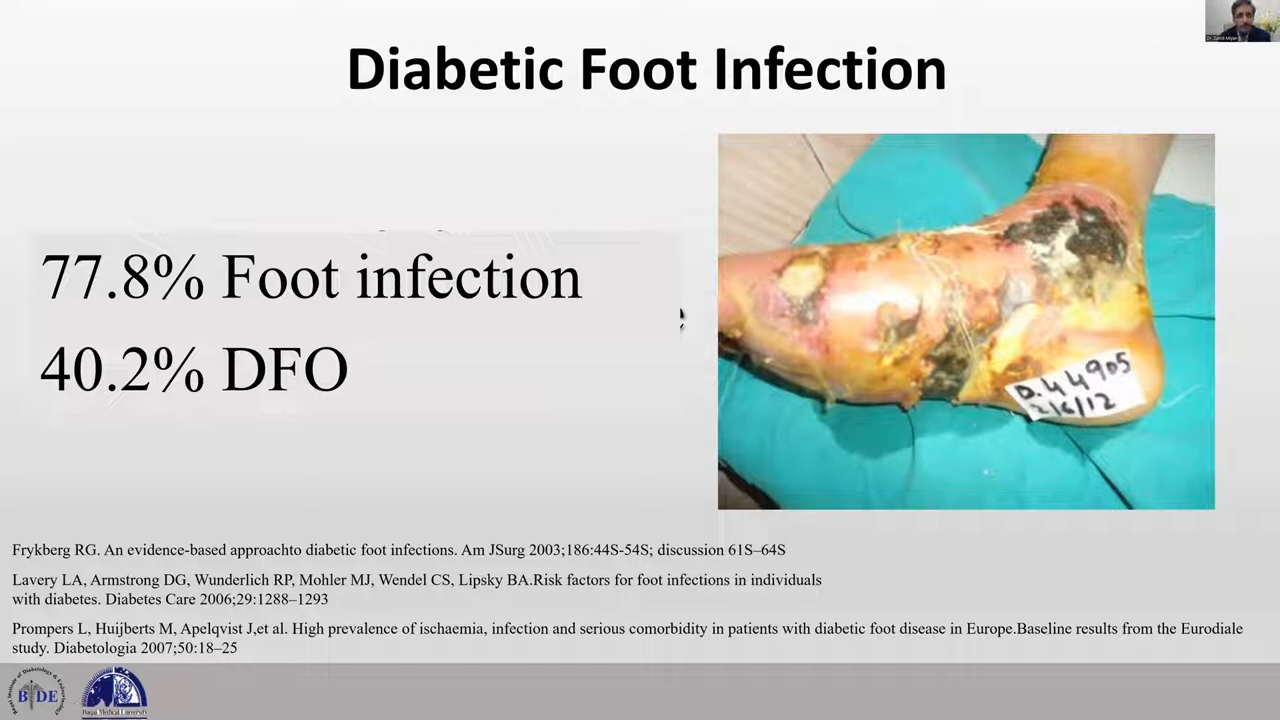 Diabetic Foot Infection
77.8% Foot infection
40.2% DFO
D.44905
2/6/12
Frykberg RG. An evidence-based approachto diabetic foot infections. Am JSurg 2003;186:44S-54S; discussion 61S–64S
Lavery LA, Armstrong DG, Wunderlich RP, Mohler MJ, Wendel CS, Lipsky BA.Risk factors for foot infections in individuals
with diabetes. Diabetes Care 2006;29:1288–1293
Prompers L, Huijberts M, Apelqvist J,et al. High prevalence of ischaemia, infection and serious comorbidity in patients with diabetic foot disease in Europe.Baseline results from the Eurodiale
study. Diabetologia 2007;50:18–25
BIDE
Baqai Medical University